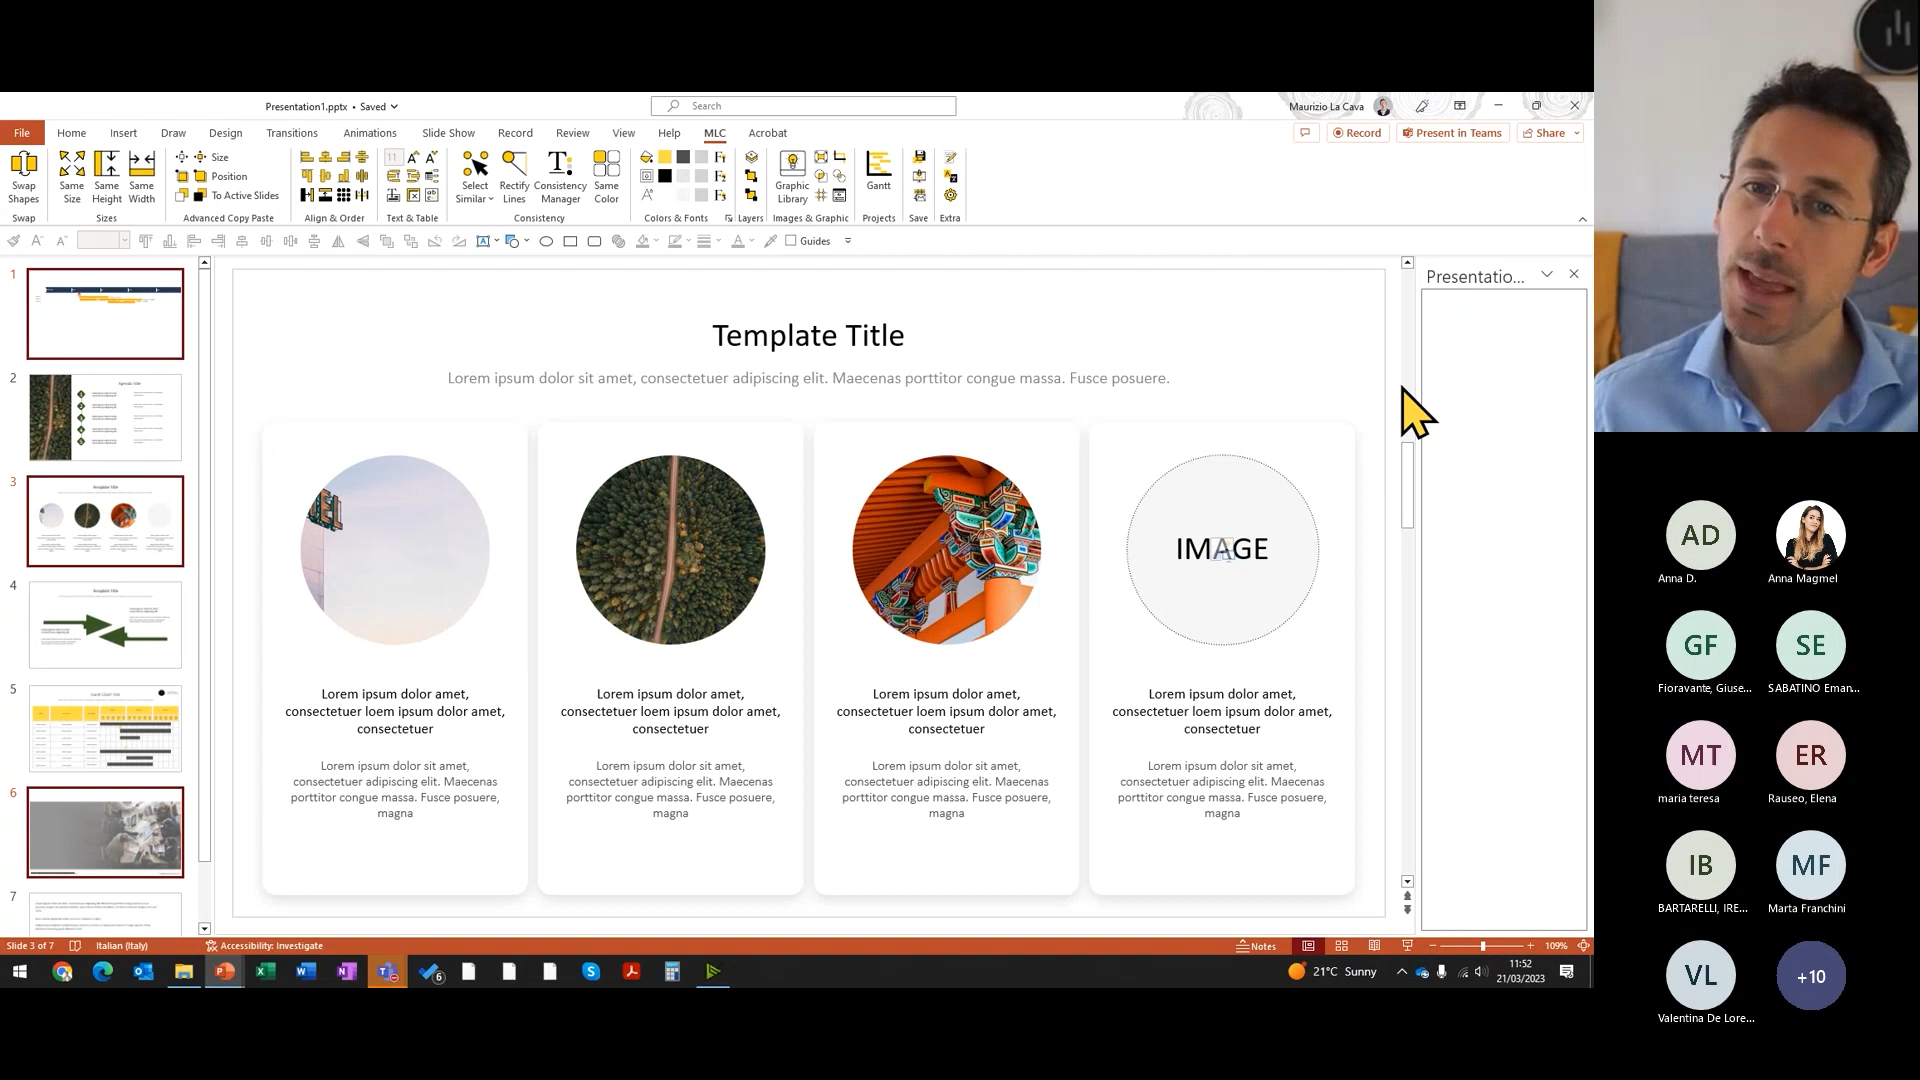 Presentation1.pptx • Saved
Search
Maurizio La Cava
File Home Insert Draw Design Transitions Animations Slide Show Record Review View Help MLC Acrobat
Record Present in Teams Share
Swap Shapes
Same Size
Same Height
Same Width
Size
Position
To Active Slides
11
Select Similar
Rectify Lines
Consistency Manager
Same Color
Graphic Library
Gantt
Swap Sizes Advanced Copy Paste Align & Order Text & Table Consistency Colors & Fonts Layers Images & Graphic Projects Save Extra
Guides
1
2
3
4
5
6
7
Template Title
Lorem ipsum dolor sit amet, consectetuer adipiscing elit. Maecenas porttitor congue massa. Fusce posuere.
IMAGE
Lorem ipsum dolor amet,
consectetuer loem ipsum dolor amet,
consectetuer
Lorem ipsum dolor sit amet,
consectetuer adipiscing elit. Maecenas
porttitor congue massa. Fusce posuere,
magna
Lorem ipsum dolor amet,
consectetuer loem ipsum dolor amet,
consectetuer
Lorem ipsum dolor sit amet,
consectetuer adipiscing elit. Maecenas
porttitor congue massa. Fusce posuere,
magna
Lorem ipsum dolor amet,
consectetuer loem ipsum dolor amet,
consectetuer
Lorem ipsum dolor sit amet,
consectetuer adipiscing elit. Maecenas
porttitor congue massa. Fusce posuere,
magna
Lorem ipsum dolor amet,
consectetuer loem ipsum dolor amet,
consectetuer
Lorem ipsum dolor sit amet,
consectetuer adipiscing elit. Maecenas
porttitor congue massa. Fusce posuere,
magna
Presentatio...
Slide 3 of 7 Italian (Italy) Accessibility: Investigate
Notes 109%
6
21°C Sunny
11:52
21/03/2023
AD
Anna D.
Anna Magmel
GF SE
Fioravante, Giuse... SABATINO Eman...
MT ER
maria teresa Rauseo, Elena
IB MF
BARTARELLI, IRE... Marta Franchini
VL +10
Valentina De Lore...